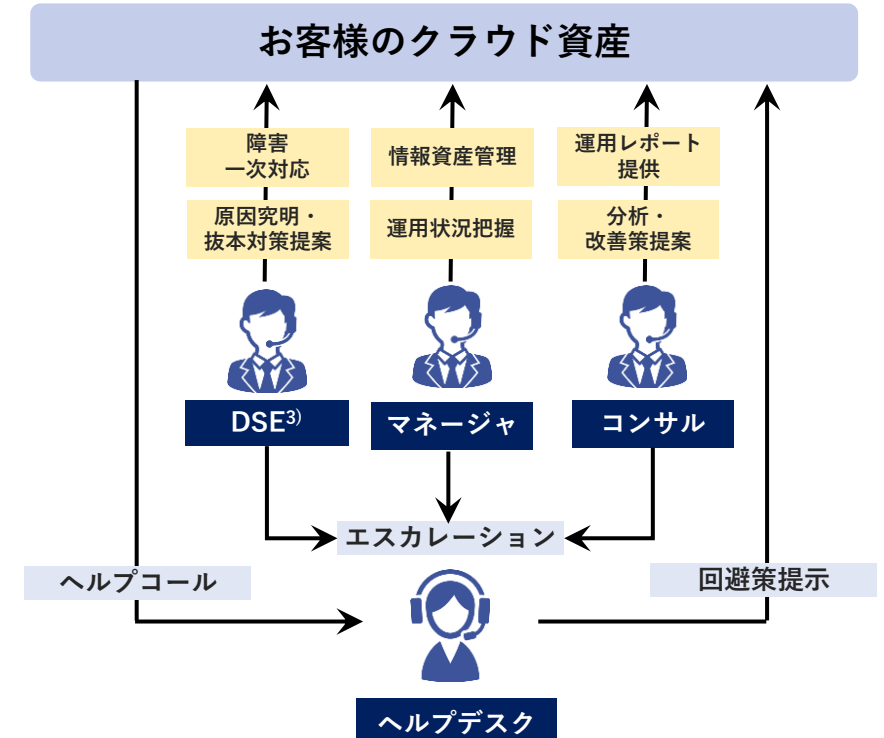 お客様のクラウド資産
障害
一次対応
情報資産管理
運用レポート
提供
原因究明・
抜本対策提案
運用状況把握
分析・
改善策提案
DSE3)
マネージャ
コンサル
エスカレーション
ヘルプコール
回避策提示
ヘルプデスク